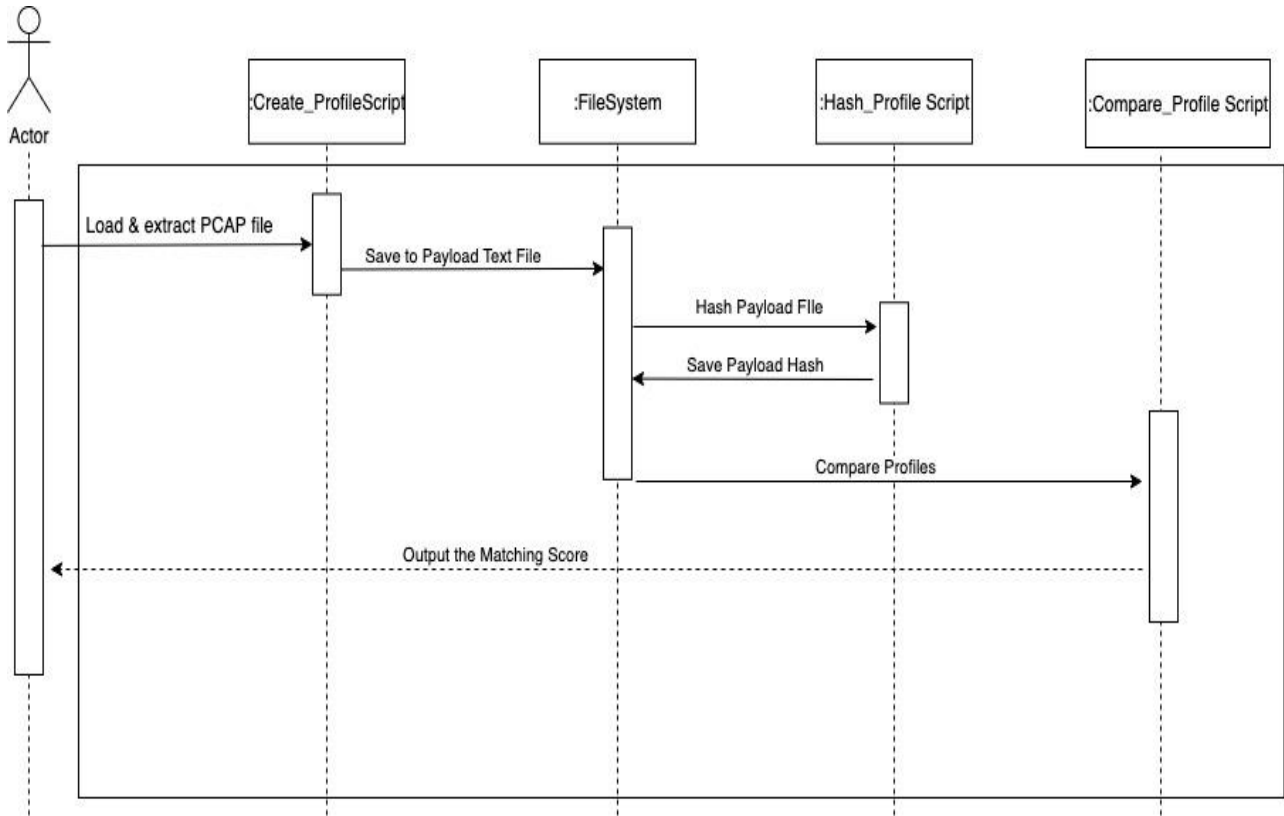 Actor
:Create_ProfileScript
:FileSystem
:Hash_Profile Script
:Compare_Profile Script
Load & extract PCAP file
Save to Payload Text File
Hash Payload FIle
Save Payload Hash
Compare Profiles
Output the Matching Score